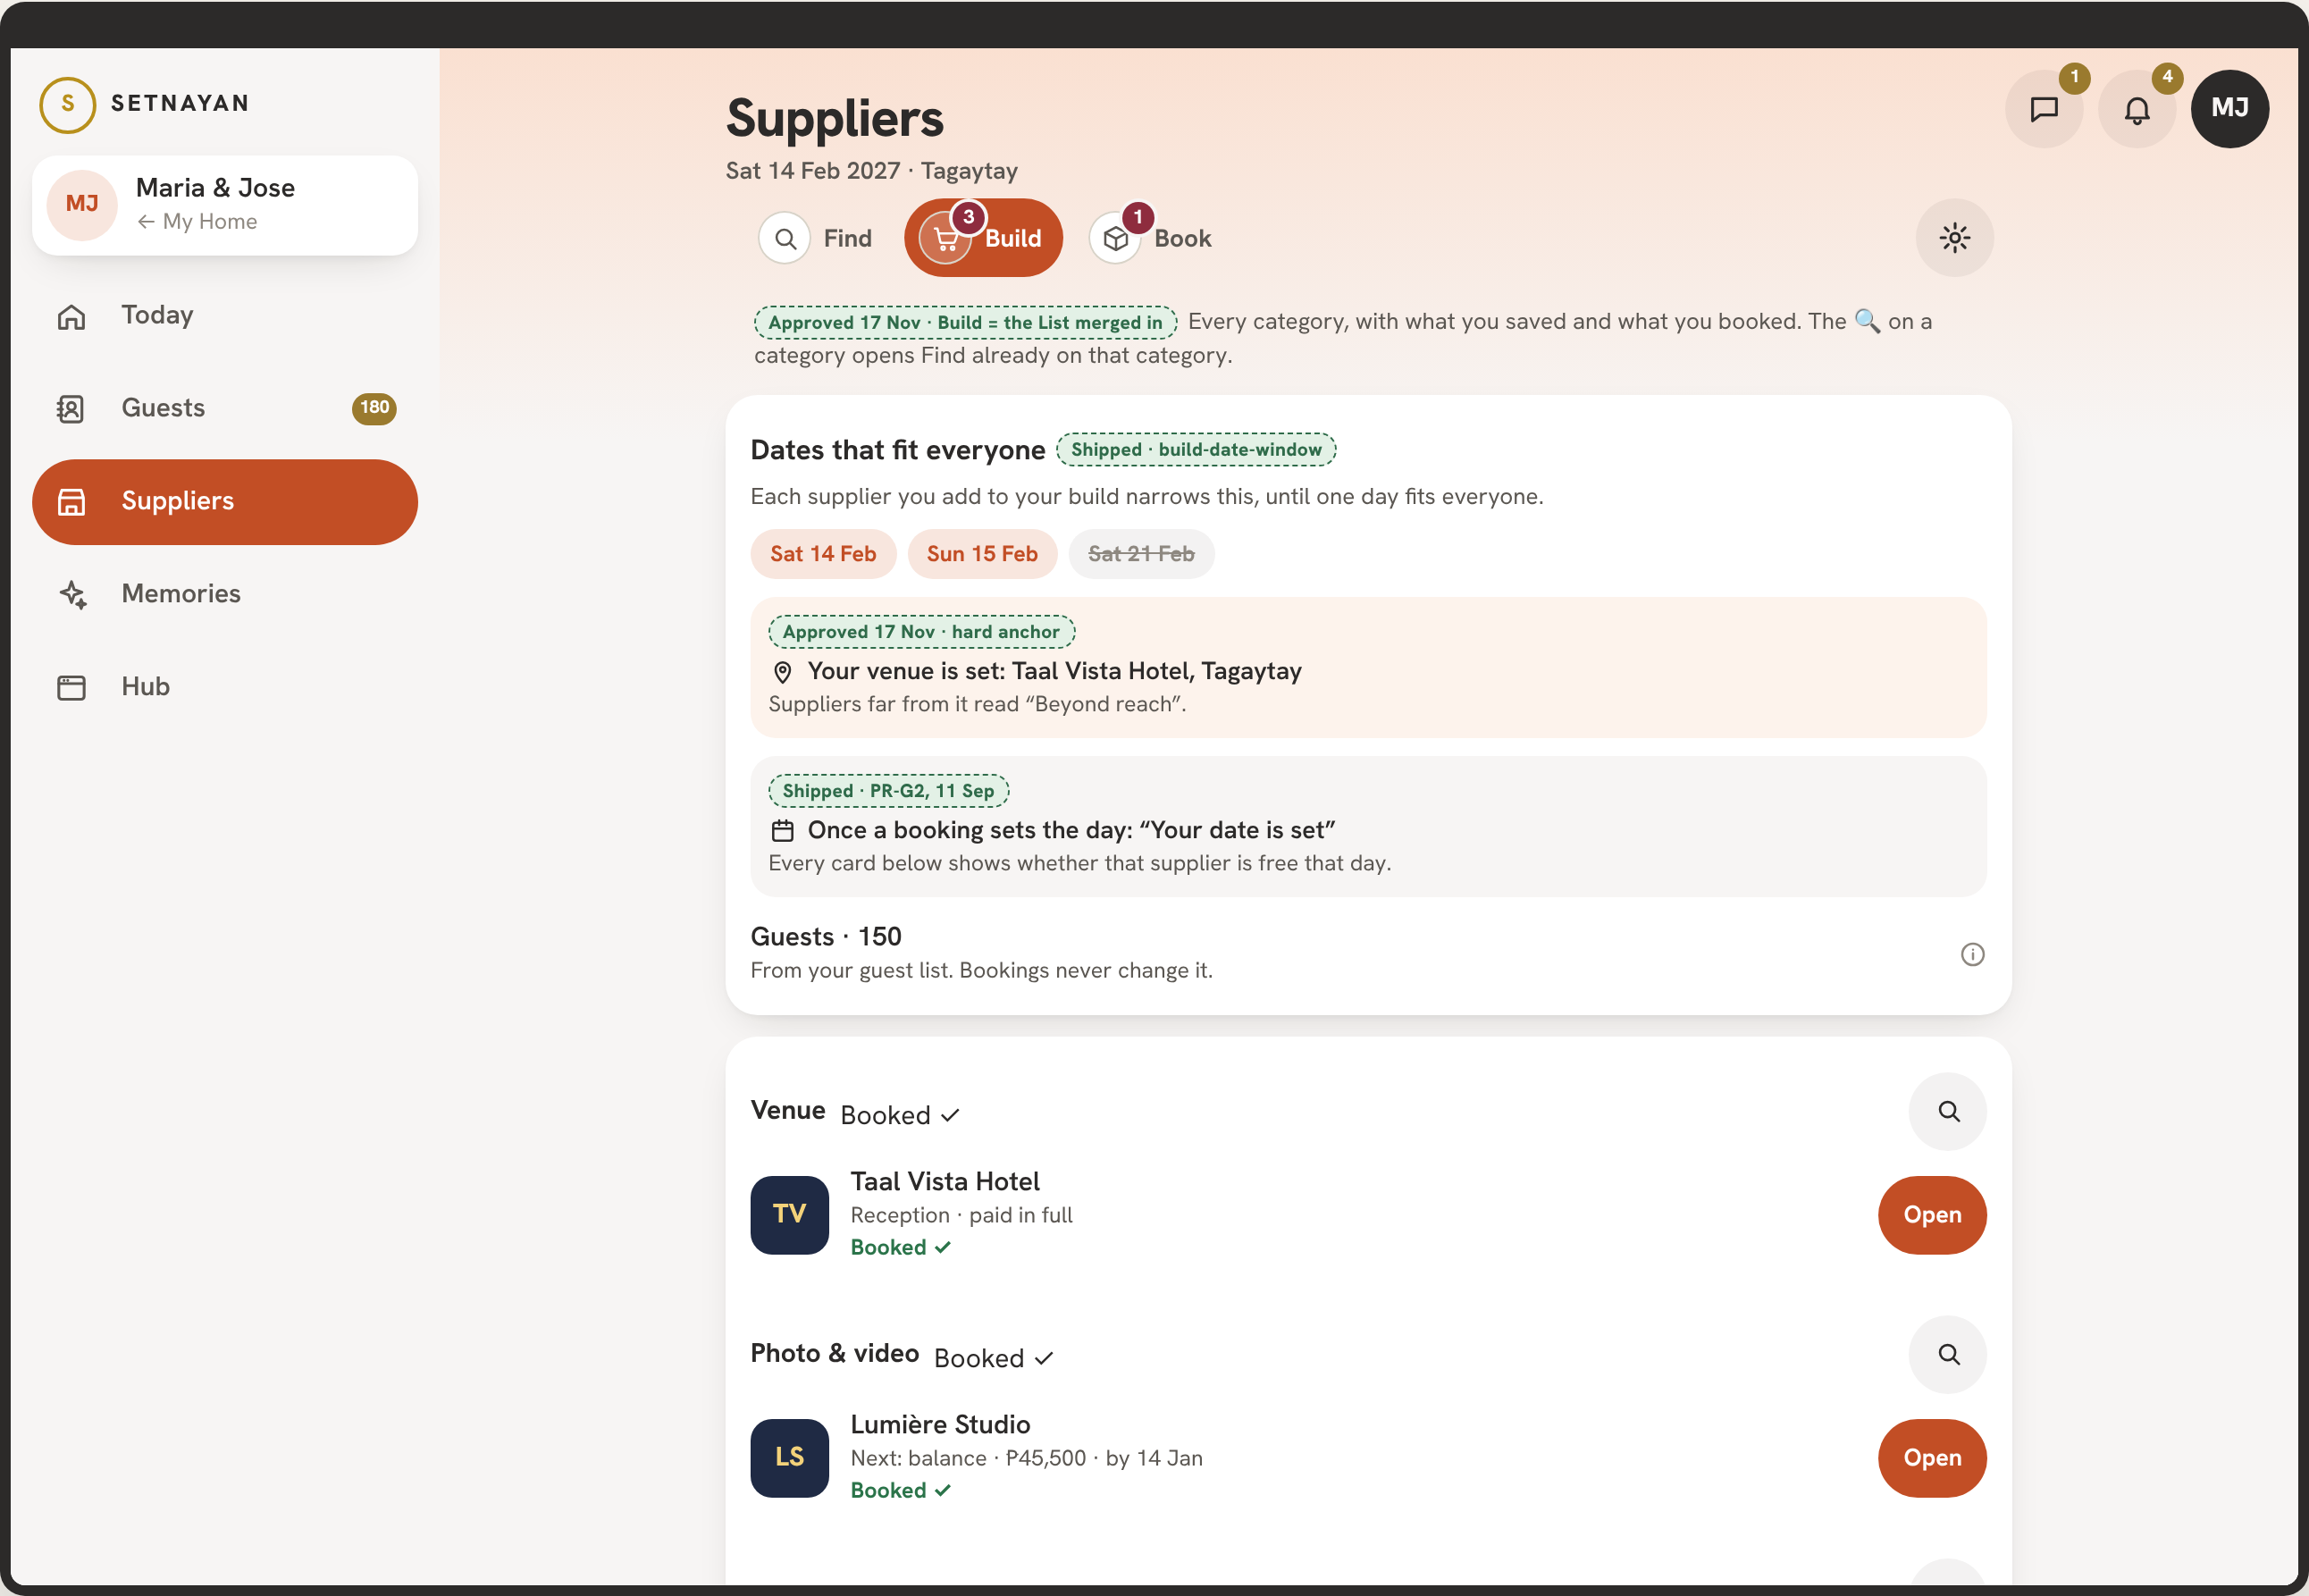 S SETNAYAN
MJ
Maria & Jose
← My Home
Today
Guests 180
Suppliers
Memories
Hub
Suppliers
Sat 14 Feb 2027 · Tagaytay
1
4
MJ
Find
3
Build
1
Book
Approved 17 Nov · Build = the List merged in Every category, with what you saved and what you booked. The 🔍 on a
category opens Find already on that category.
Dates that fit everyone Shipped · build-date-window
Each supplier you add to your build narrows this, until one day fits everyone.
Sat 14 Feb Sun 15 Feb Sat 21 Feb
Approved 17 Nov · hard anchor
Your venue is set: Taal Vista Hotel, Tagaytay
Suppliers far from it read “Beyond reach”.
Shipped · PR-G2, 11 Sep
Once a booking sets the day: “Your date is set”
Every card below shows whether that supplier is free that day.
Guests · 150
From your guest list. Bookings never change it.
Venue Booked ✓
TV
Taal Vista Hotel
Reception · paid in full
Booked ✓
Open
Photo & video Booked ✓
LS
Lumière Studio
Next: balance · ₱45,500 · by 14 Jan
Booked ✓
Open